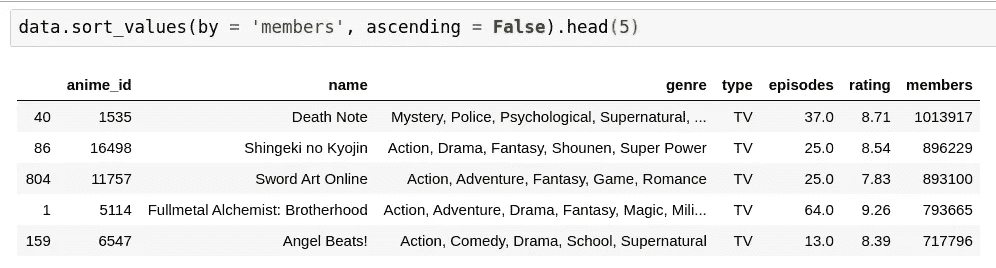 data.sort_values(by = 'members', ascending = False).head(5)
anime_id name genre type episodes rating members
40 1535 Death Note Mystery, Police, Psychological, Supernatural, ... TV 37.0 8.71 1013917
86 16498 Shingeki no Kyojin Action, Drama, Fantasy, Shounen, Super Power TV 25.0 8.54 896229
804 11757 Sword Art Online Action, Adventure, Fantasy, Game, Romance TV 25.0 7.83 893100
1 5114 Fullmetal Alchemist: Brotherhood Action, Adventure, Drama, Fantasy, Magic, Mili... TV 64.0 9.26 793665
159 6547 Angel Beats! Action, Comedy, Drama, School, Supernatural TV 13.0 8.39 717796